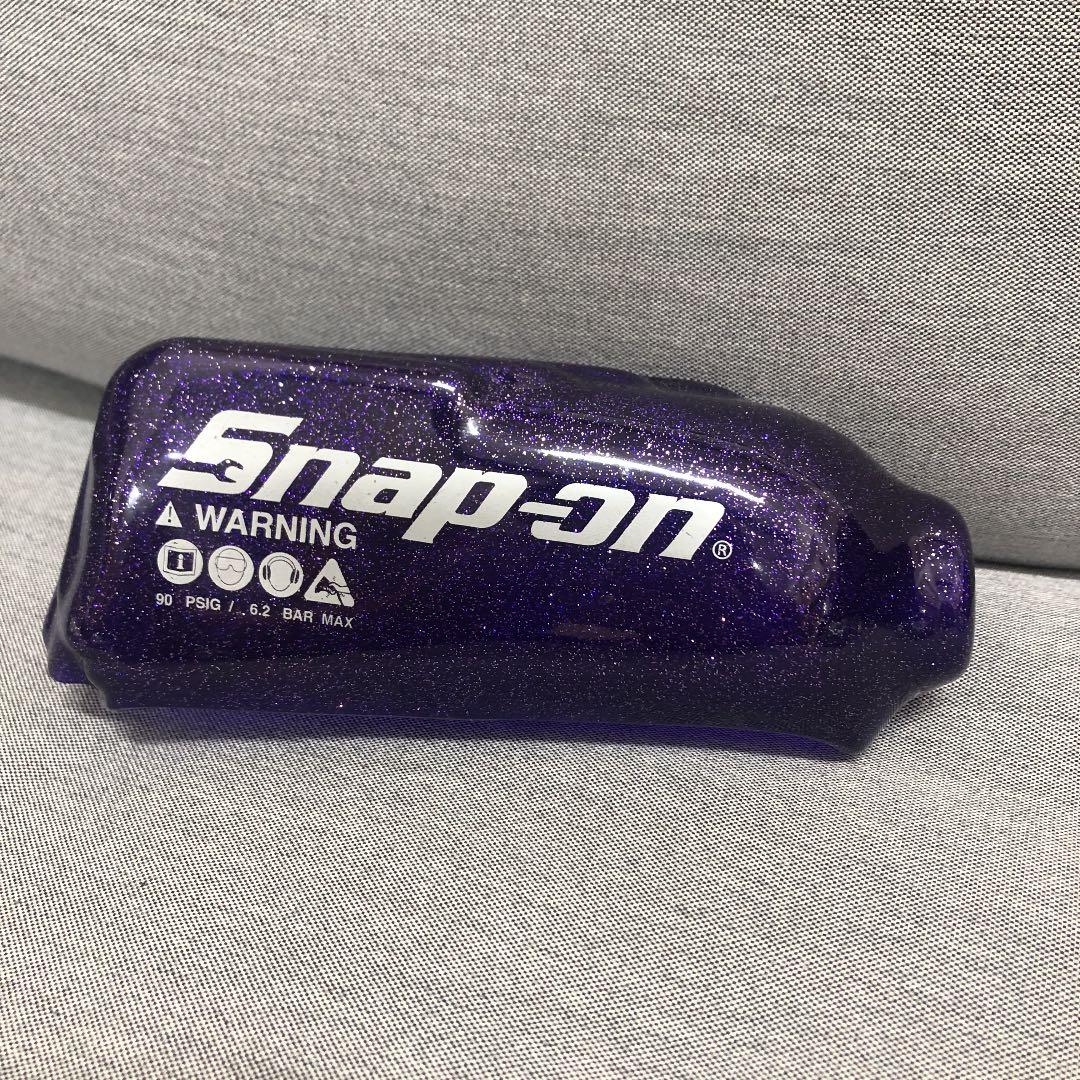 Snap-on®
WARNING
90 PSIG / 6.2 BAR MAX